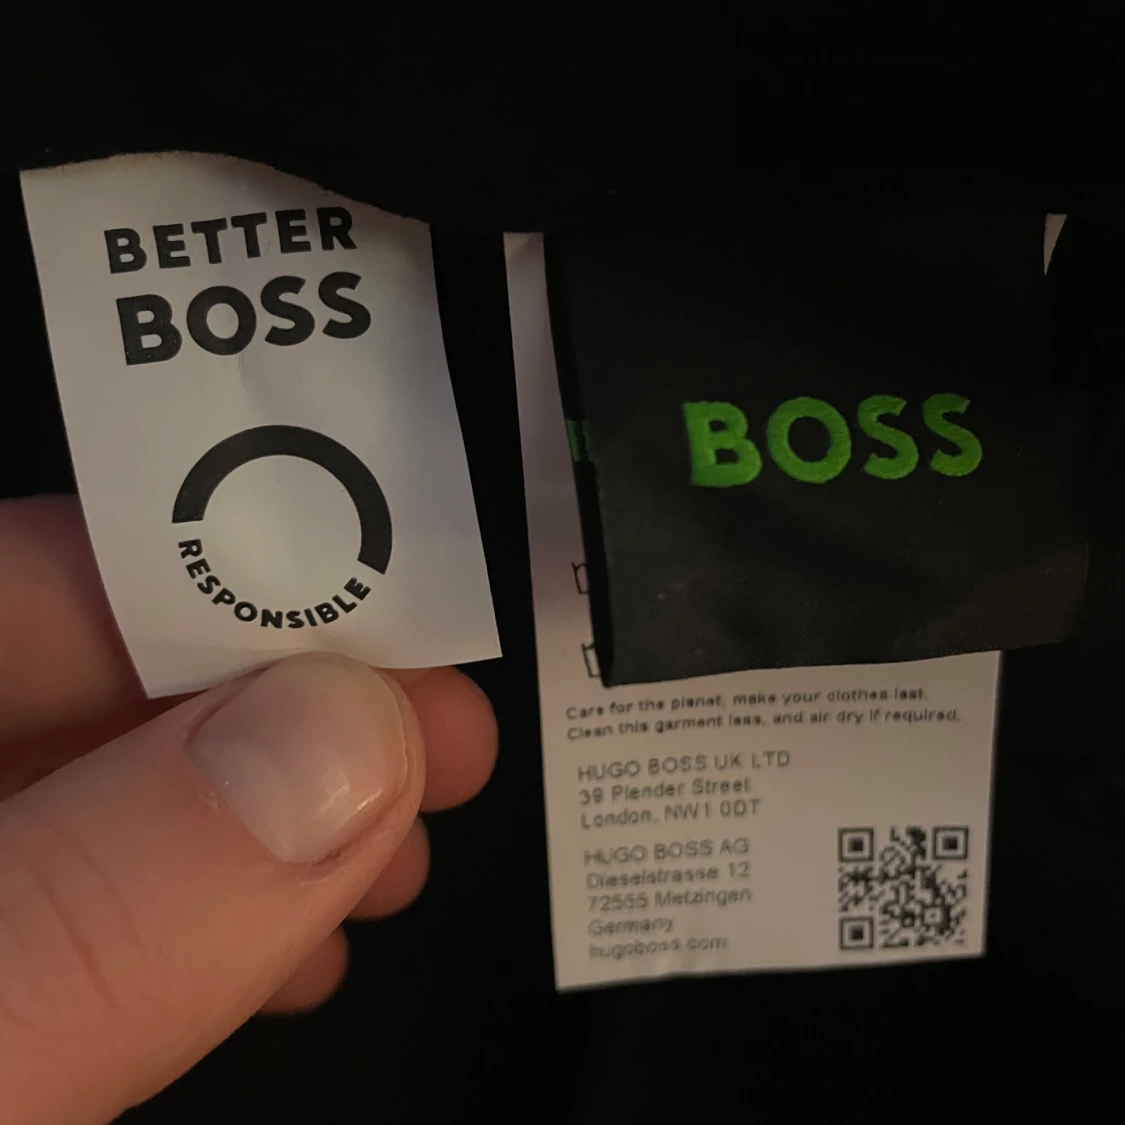 BETTER
BOSS
RESPONSIBLE
BOSS
Care for the planet, make your clothes last.
Clean this garment less, and air dry if required.
HUGO BOSS UK LTD
39 Plender Street
London, NW1 0DT
HUGO BOSS AG
Dieselstrasse 12
72555 Metzingen
Germany
hugoboss.com